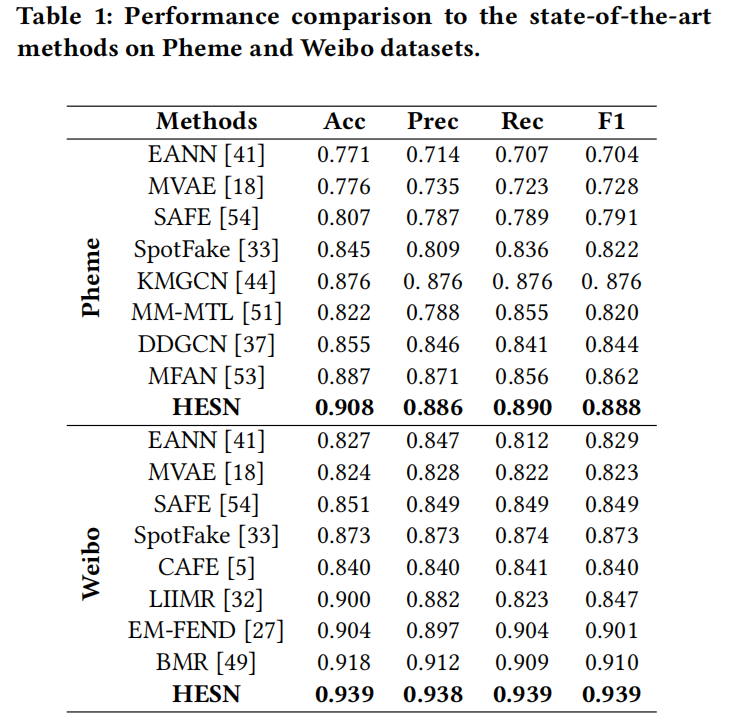 Table 1: Performance comparison to the state-of-the-art
methods on Pheme and Weibo datasets.
Methods Acc Prec Rec F1
Pheme
EANN [41] 0.771 0.714 0.707 0.704
MVAE [18] 0.776 0.735 0.723 0.728
SAFE [54] 0.807 0.787 0.789 0.791
SpotFake [33] 0.845 0.809 0.836 0.822
KMGCN [44] 0.876 0. 876 0. 876 0. 876
MM-MTL [51] 0.822 0.788 0.855 0.820
DDGCN [37] 0.855 0.846 0.841 0.844
MFAN [53] 0.887 0.871 0.856 0.862
HESN 0.908 0.886 0.890 0.888
Weibo
EANN [41] 0.827 0.847 0.812 0.829
MVAE [18] 0.824 0.828 0.822 0.823
SAFE [54] 0.851 0.849 0.849 0.849
SpotFake [33] 0.873 0.873 0.874 0.873
CAFE [5] 0.840 0.840 0.841 0.840
LIIMR [32] 0.900 0.882 0.823 0.847
EM-FEND [27] 0.904 0.897 0.904 0.901
BMR [49] 0.918 0.912 0.909 0.910
HESN 0.939 0.938 0.939 0.939